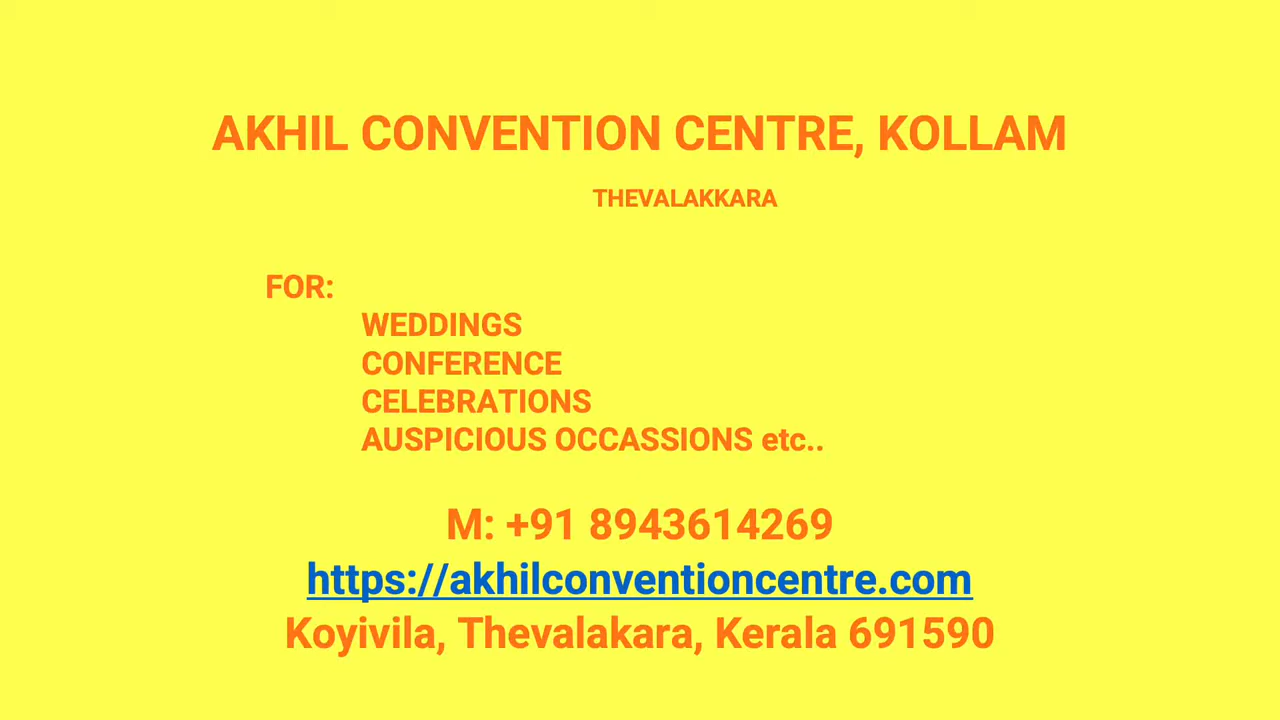 AKHIL CONVENTION CENTRE, KOLLAM
THEVALAKKARA
FOR:
WEDDINGS
CONFERENCE
CELEBRATIONS
AUSPICIOUS OCCASSIONS etc..
M: +91 8943614269
https://akhilconventioncentre.com
Koyivila, Thevalakara, Kerala 691590